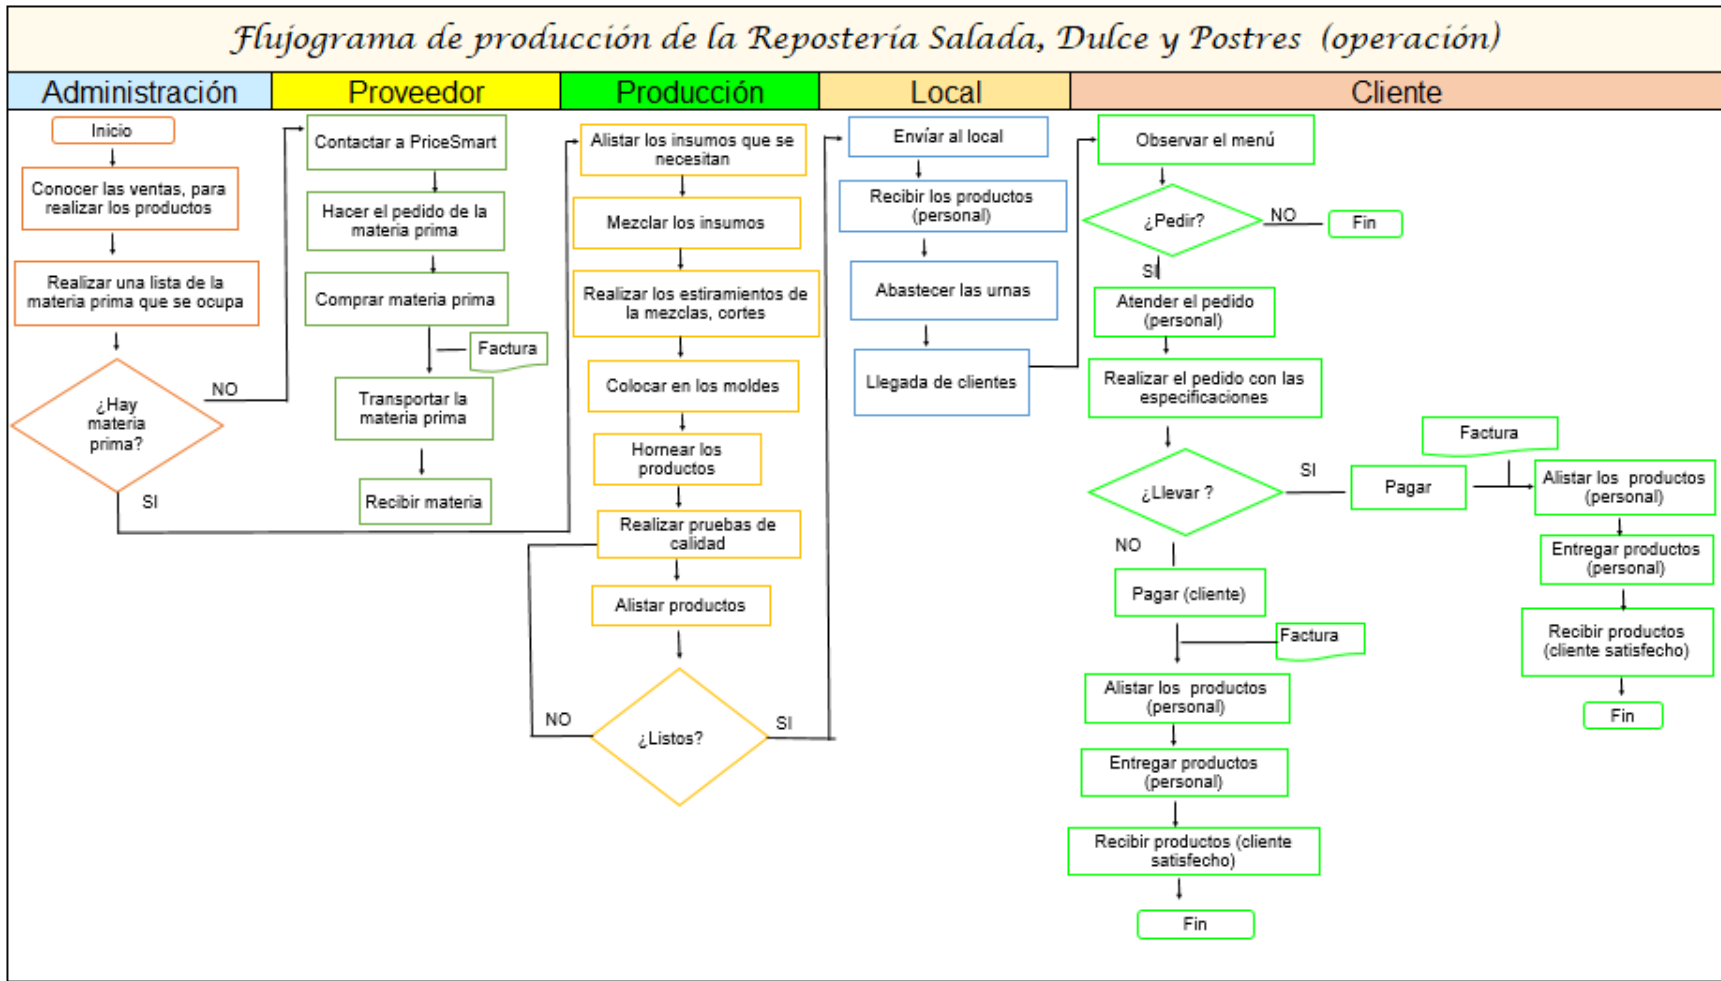 Flujograma de producción de la Repostería Salada, Dulce y Postres (operación)
Administración
Proveedor
Producción
Local
Cliente
Inicio
Conocer las ventas, para
realizar los productos
Realizar una lista de la
materia prima que se ocupa
¿Hay
materia
prima?
NO
SI
Contactar a PriceSmart
Hacer el pedido de la
materia prima
Comprar materia prima
Factura
Transportar la
materia prima
Recibir materia
Alistar los insumos que se
necesitan
Mezclar los insumos
Realizar los estiramientos de
la mezclas, cortes
Colocar en los moldes
Hornear los
productos
Realizar pruebas de
calidad
Alistar productos
¿Listos?
NO
SI
Envíar al local
Recibir los productos
(personal)
Abastecer las urnas
Llegada de clientes
Observar el menú
¿Pedir?
NO
Fin
SI
Atender el pedido
(personal)
Realizar el pedido con las
especificaciones
¿Llevar ?
SI
Pagar
Factura
Alistar los productos
(personal)
Entregar productos
(personal)
Recibir productos
(cliente satisfecho)
Fin
NO
Pagar (cliente)
Factura
Alistar los productos
(personal)
Entregar productos
(personal)
Recibir productos (cliente
satisfecho)
Fin